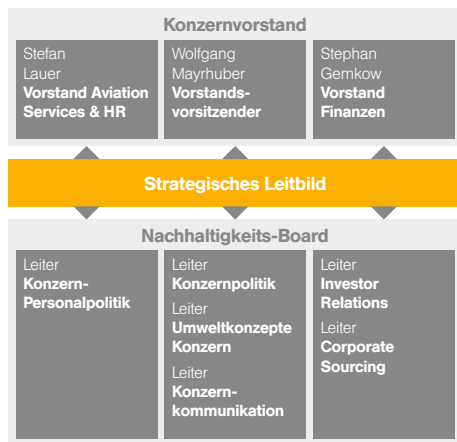 Konzernvorstand
Stefan
Lauer
Vorstand Aviation
Services & HR
Wolfgang
Mayrhuber
Vorstands-
vorsitzender
Stephan
Gemkow
Vorstand
Finanzen
Strategisches Leitbild
Nachhaltigkeits-Board
Leiter
Konzern-
Personalpolitik
Leiter
Konzernpolitik
Leiter
Umweltkonzepte
Konzern
Leiter
Konzern-
kommunikation
Leiter
Investor
Relations
Leiter
Corporate
Sourcing